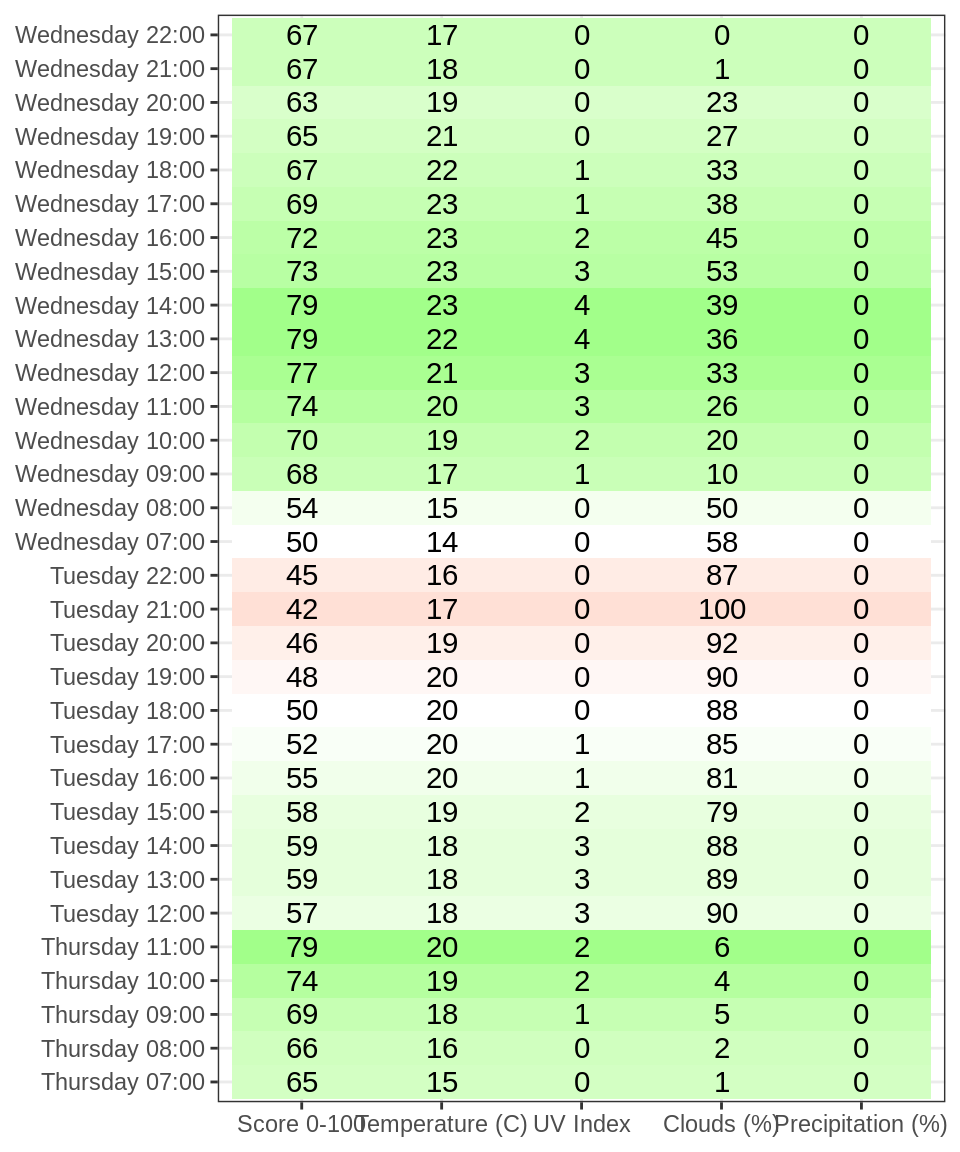 Wednesday 22:00 67 17 0 0 0
Wednesday 21:00 67 18 0 1 0
Wednesday 20:00 63 19 0 23 0
Wednesday 19:00 65 21 0 27 0
Wednesday 18:00 67 22 1 33 0
Wednesday 17:00 69 23 1 38 0
Wednesday 16:00 72 23 2 45 0
Wednesday 15:00 73 23 3 53 0
Wednesday 14:00 79 23 4 39 0
Wednesday 13:00 79 22 4 36 0
Wednesday 12:00 77 21 3 33 0
Wednesday 11:00 74 20 3 26 0
Wednesday 10:00 70 19 2 20 0
Wednesday 09:00 68 17 1 10 0
Wednesday 08:00 54 15 0 50 0
Wednesday 07:00 50 14 0 58 0
Tuesday 22:00 45 16 0 87 0
Tuesday 21:00 42 17 0 100 0
Tuesday 20:00 46 19 0 92 0
Tuesday 19:00 48 20 0 90 0
Tuesday 18:00 50 20 0 88 0
Tuesday 17:00 52 20 1 85 0
Tuesday 16:00 55 20 1 81 0
Tuesday 15:00 58 19 2 79 0
Tuesday 14:00 59 18 3 88 0
Tuesday 13:00 59 18 3 89 0
Tuesday 12:00 57 18 3 90 0
Thursday 11:00 79 20 2 6 0
Thursday 10:00 74 19 2 4 0
Thursday 09:00 69 18 1 5 0
Thursday 08:00 66 16 0 2 0
Thursday 07:00 65 15 0 1 0
Score 0-100 Temperature (C) UV Index Clouds (%) Precipitation (%)